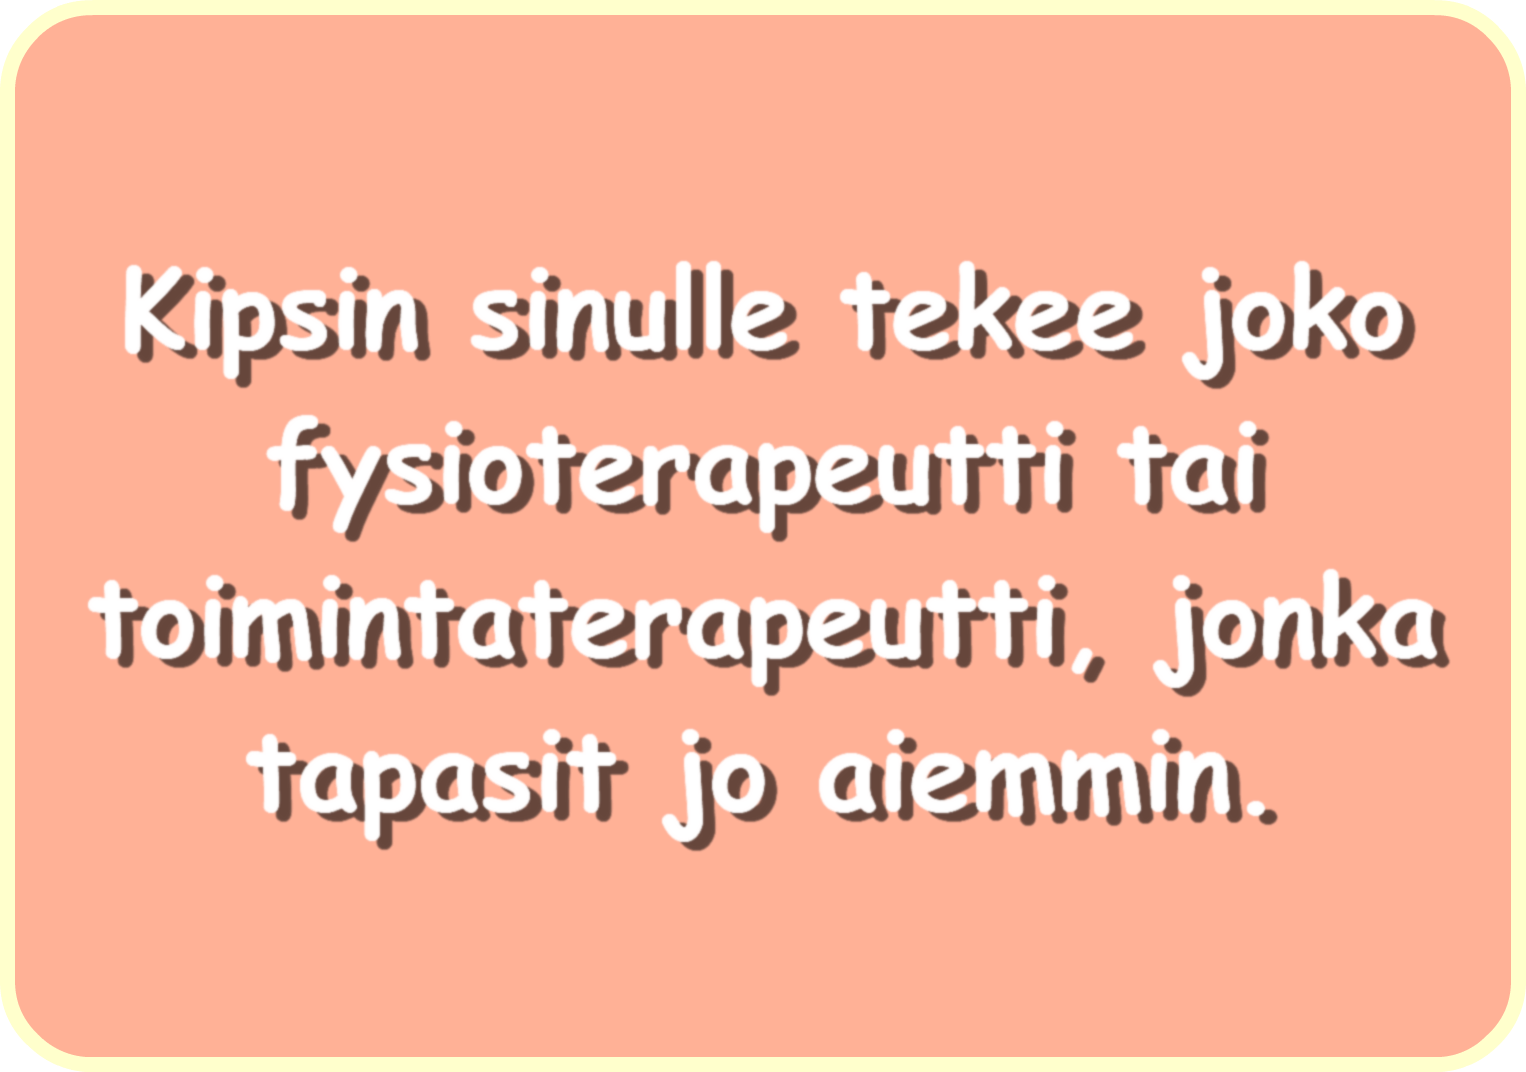 Kipsin sinulle tekee joko
fysioterapeutti tai
toimintaterapeutti, jonka
tapasit jo aiemmin.